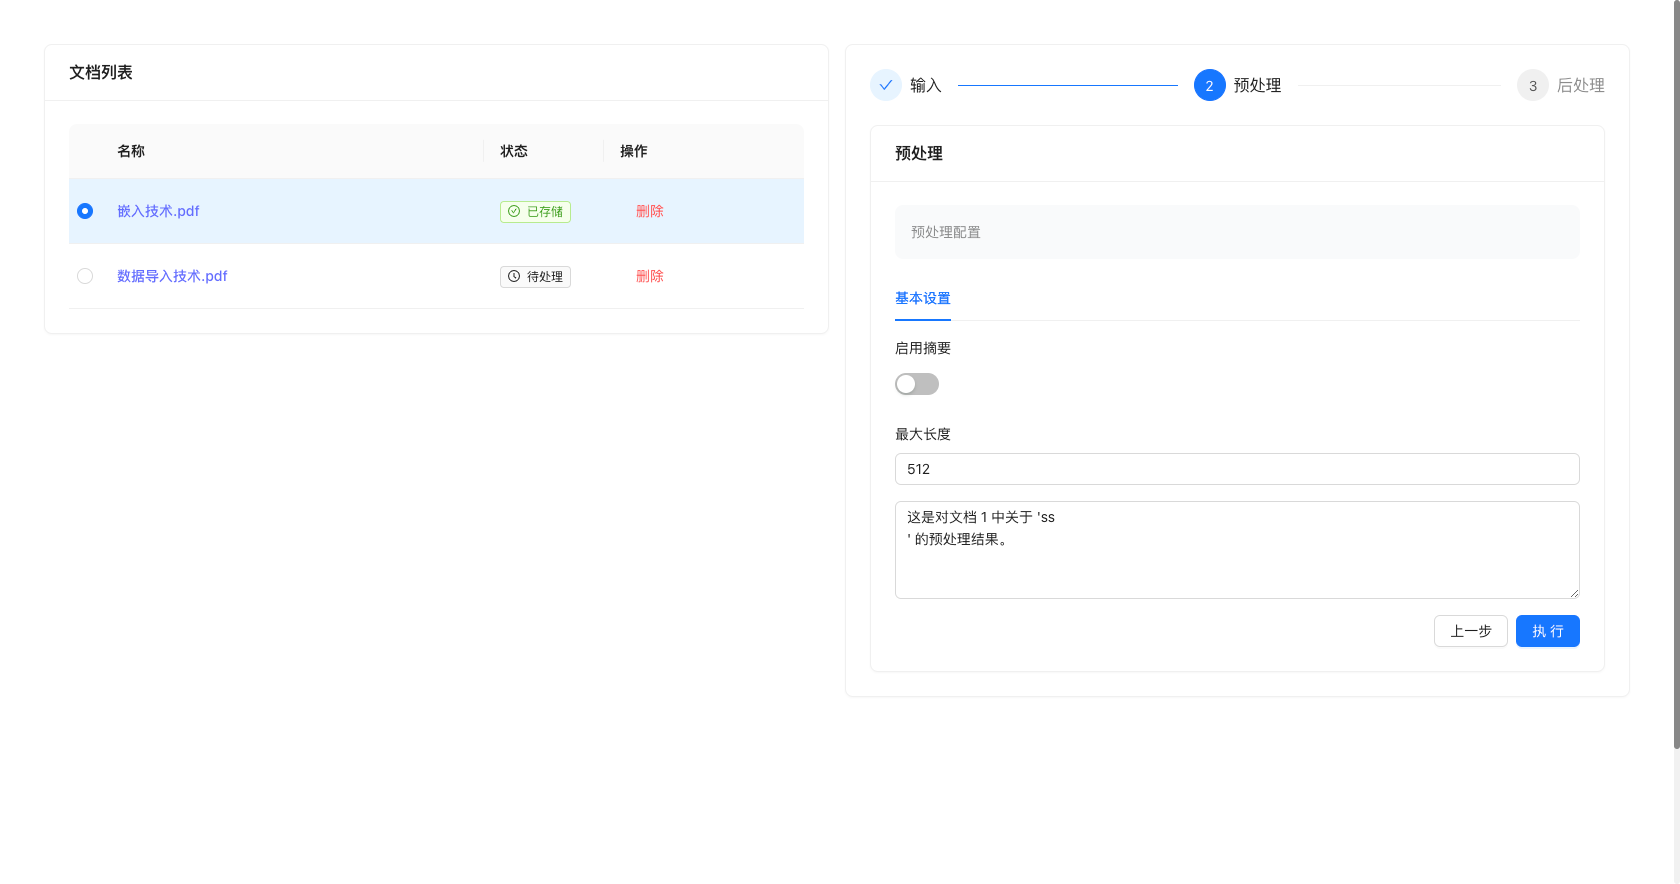 文档列表
名称 状态 操作
嵌入技术.pdf 已存储 删除
数据导入技术.pdf 待处理 删除
输入 2 预处理 3 后处理
预处理
预处理配置
基本设置
启用摘要
最大长度
512
这是对文档 1 中关于 'ss
' 的预处理结果。
上一步 执 行